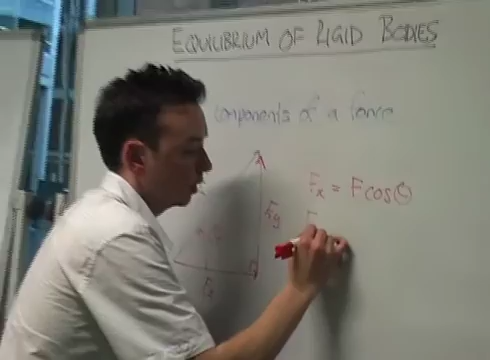 EQUILIBRIUM OF RIGID BODIES
components of a force
Fx = Fcosθ
Fy
F
Fx